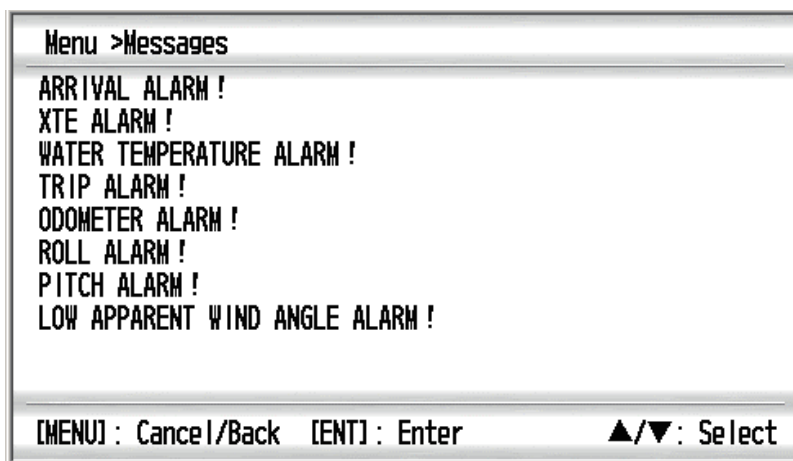 Menu >Messages
ARRIVAL ALARM !
XTE ALARM !
WATER TEMPERATURE ALARM !
TRIP ALARM !
ODOMETER ALARM !
ROLL ALARM !
PITCH ALARM !
LOW APPARENT WIND ANGLE ALARM !
[MENU] : Cancel/Back [ENT] : Enter ▲/▼: Select